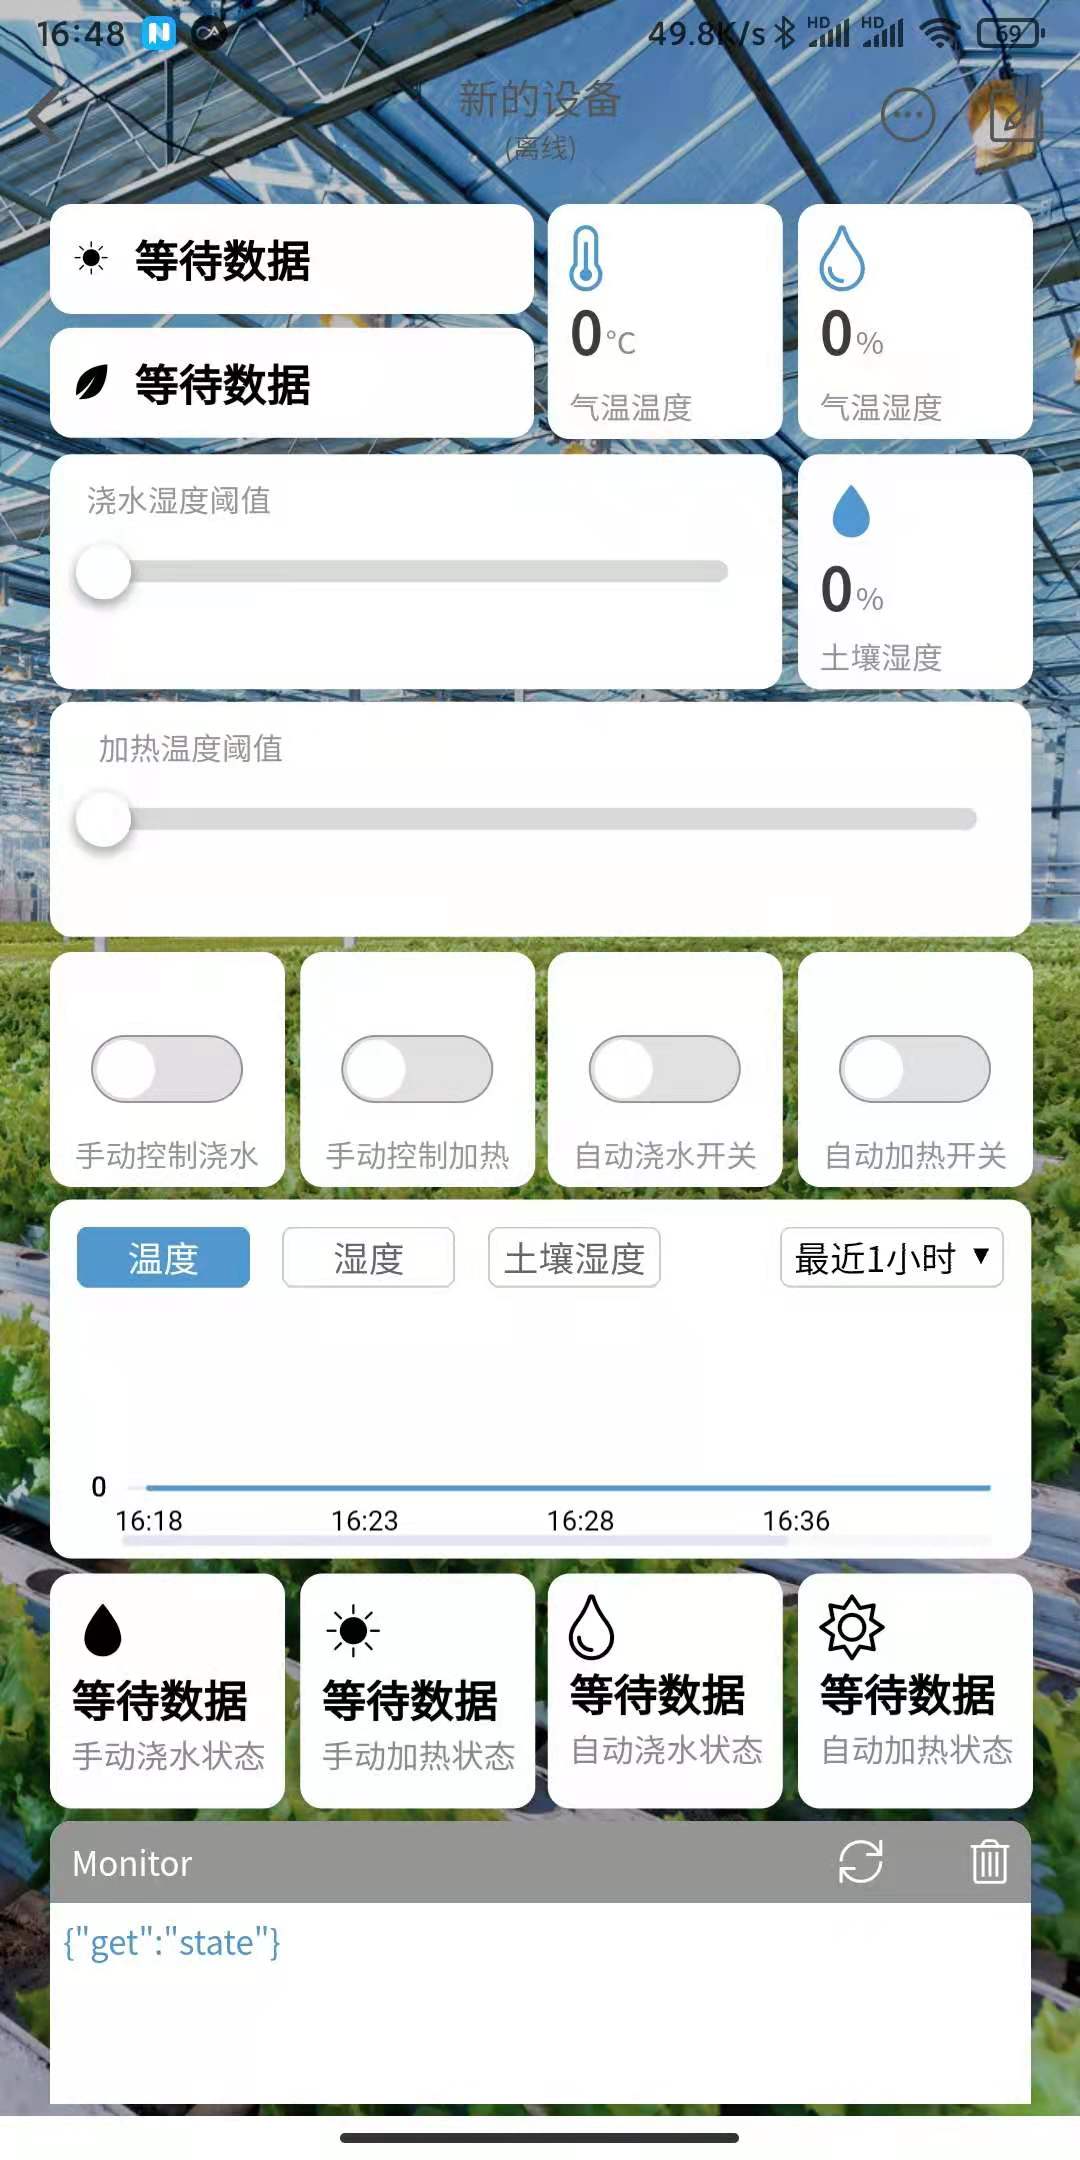 16:48
49.8K/s
HD
HD
69
新的设备
(离线)
等待数据
等待数据
0℃
气温温度
0%
气温湿度
浇水湿度阈值
0%
土壤湿度
加热温度阈值
手动控制浇水
手动控制加热
自动浇水开关
自动加热开关
温度
湿度
土壤湿度
最近1小时 ▼
0
16:18
16:23
16:28
16:36
等待数据
手动浇水状态
等待数据
手动加热状态
等待数据
自动浇水状态
等待数据
自动加热状态
Monitor
{"get":"state"}